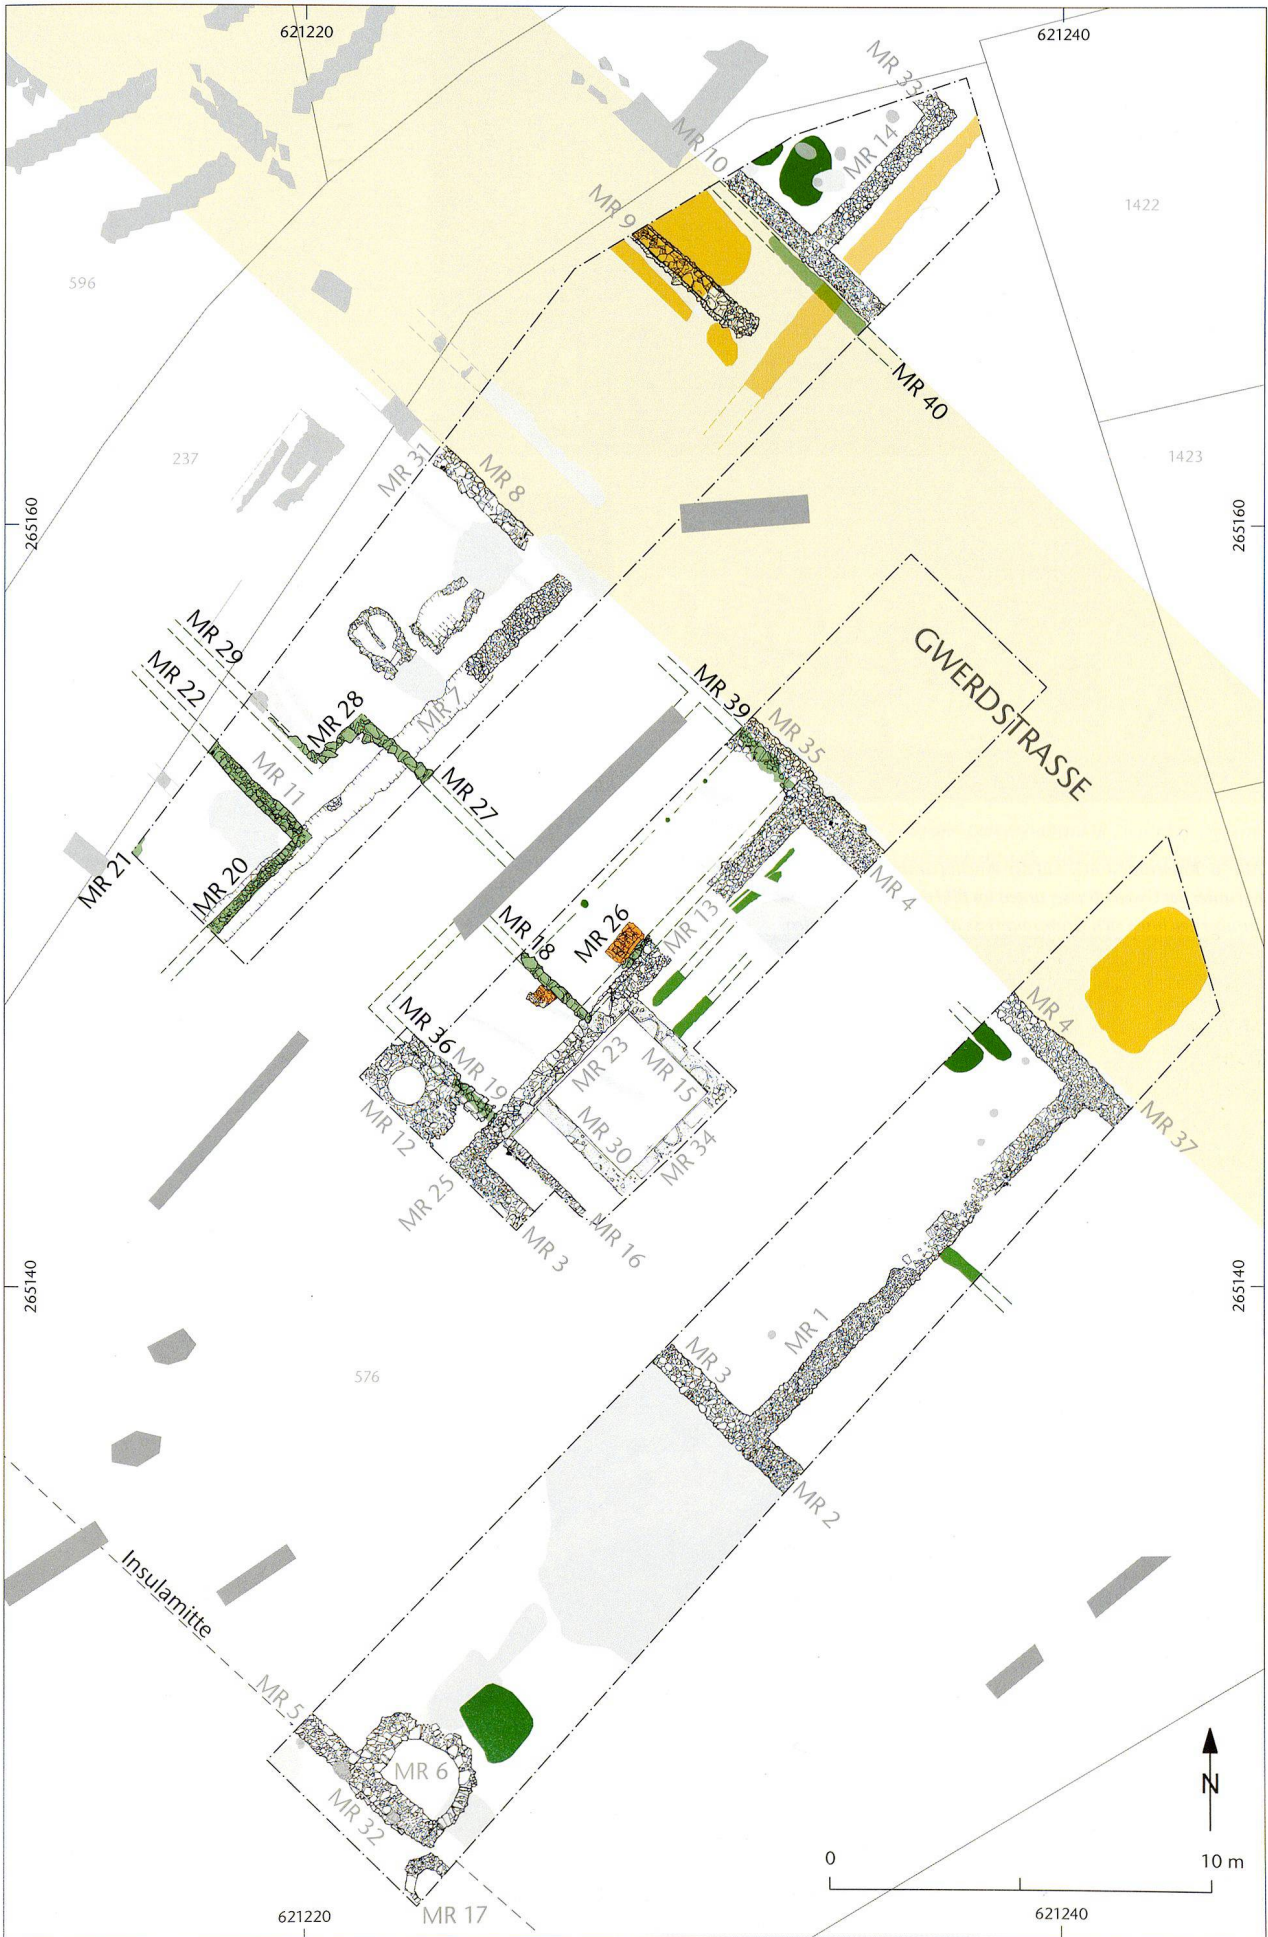 621220
621240
MR 33
MR 10
MR 14
MR 9
1422
596
MR 40
237
MR 31
MR 8
1423
265160
265160
GWERDSTRASSE
MR 29
MR 22
MR 28
MR 7
MR 39
MR 35
MR 11
MR 27
MR 21
MR 20
MR 4
MR 18
MR 26
MR 13
MR 36
MR 19
MR 23
MR 15
MR 4
MR 12
MR 30
MR 34
MR 37
MR 25
MR 3
MR 16
265140
265140
MR 1
MR 3
576
MR 2
Insulamitte
MR 5
MR 6
MR 32
MR 17
N
0
10 m
621220
621240